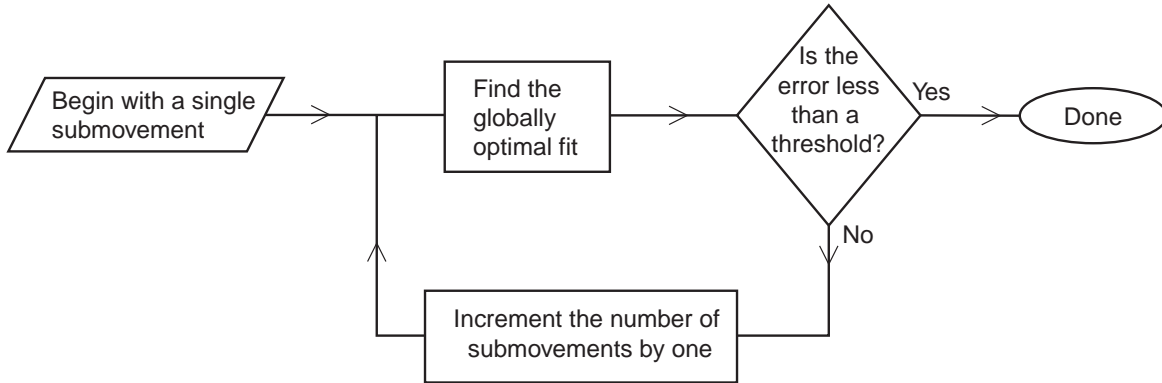 Begin with a single
submovement
Find the
globally
optimal fit
Is the
error less
than a
threshold?
Yes
Done
No
Increment the number of
submovements by one